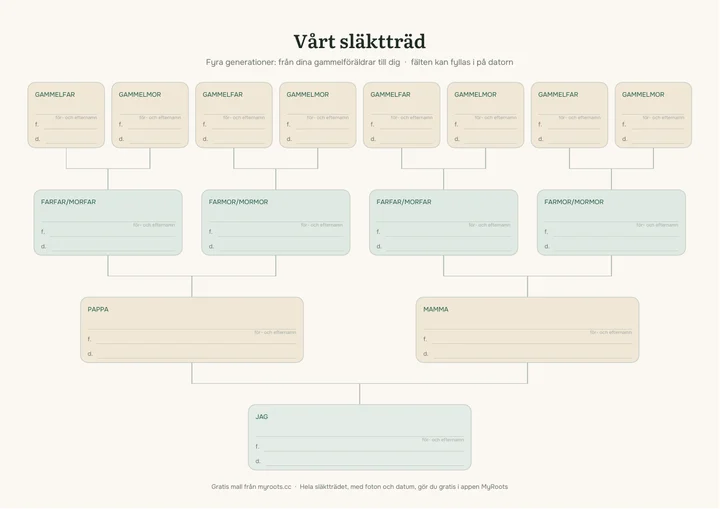 Vårt släktträd
Fyra generationer: från dina gammelföräldrar till dig · fälten kan fyllas i på datorn
GAMMELFAR GAMMELMOR GAMMELFAR GAMMELMOR GAMMELFAR GAMMELMOR GAMMELFAR GAMMELMOR
för- och efternamn för- och efternamn för- och efternamn för- och efternamn för- och efternamn för- och efternamn för- och efternamn för- och efternamn
f. f. f. f. f. f. f. f.
d. d. d. d. d. d. d. d.
FARFAR/MORFAR FARMOR/MORMOR FARFAR/MORFAR FARMOR/MORMOR
för- och efternamn för- och efternamn för- och efternamn för- och efternamn
f. f. f. f.
d. d. d. d.
PAPPA MAMMA
för- och efternamn för- och efternamn
f. f.
d. d.
JAG
för- och efternamn
f.
d.
Gratis mall från myroots.cc · Hela släktträdet, med foton och datum, gör du gratis i appen MyRoots